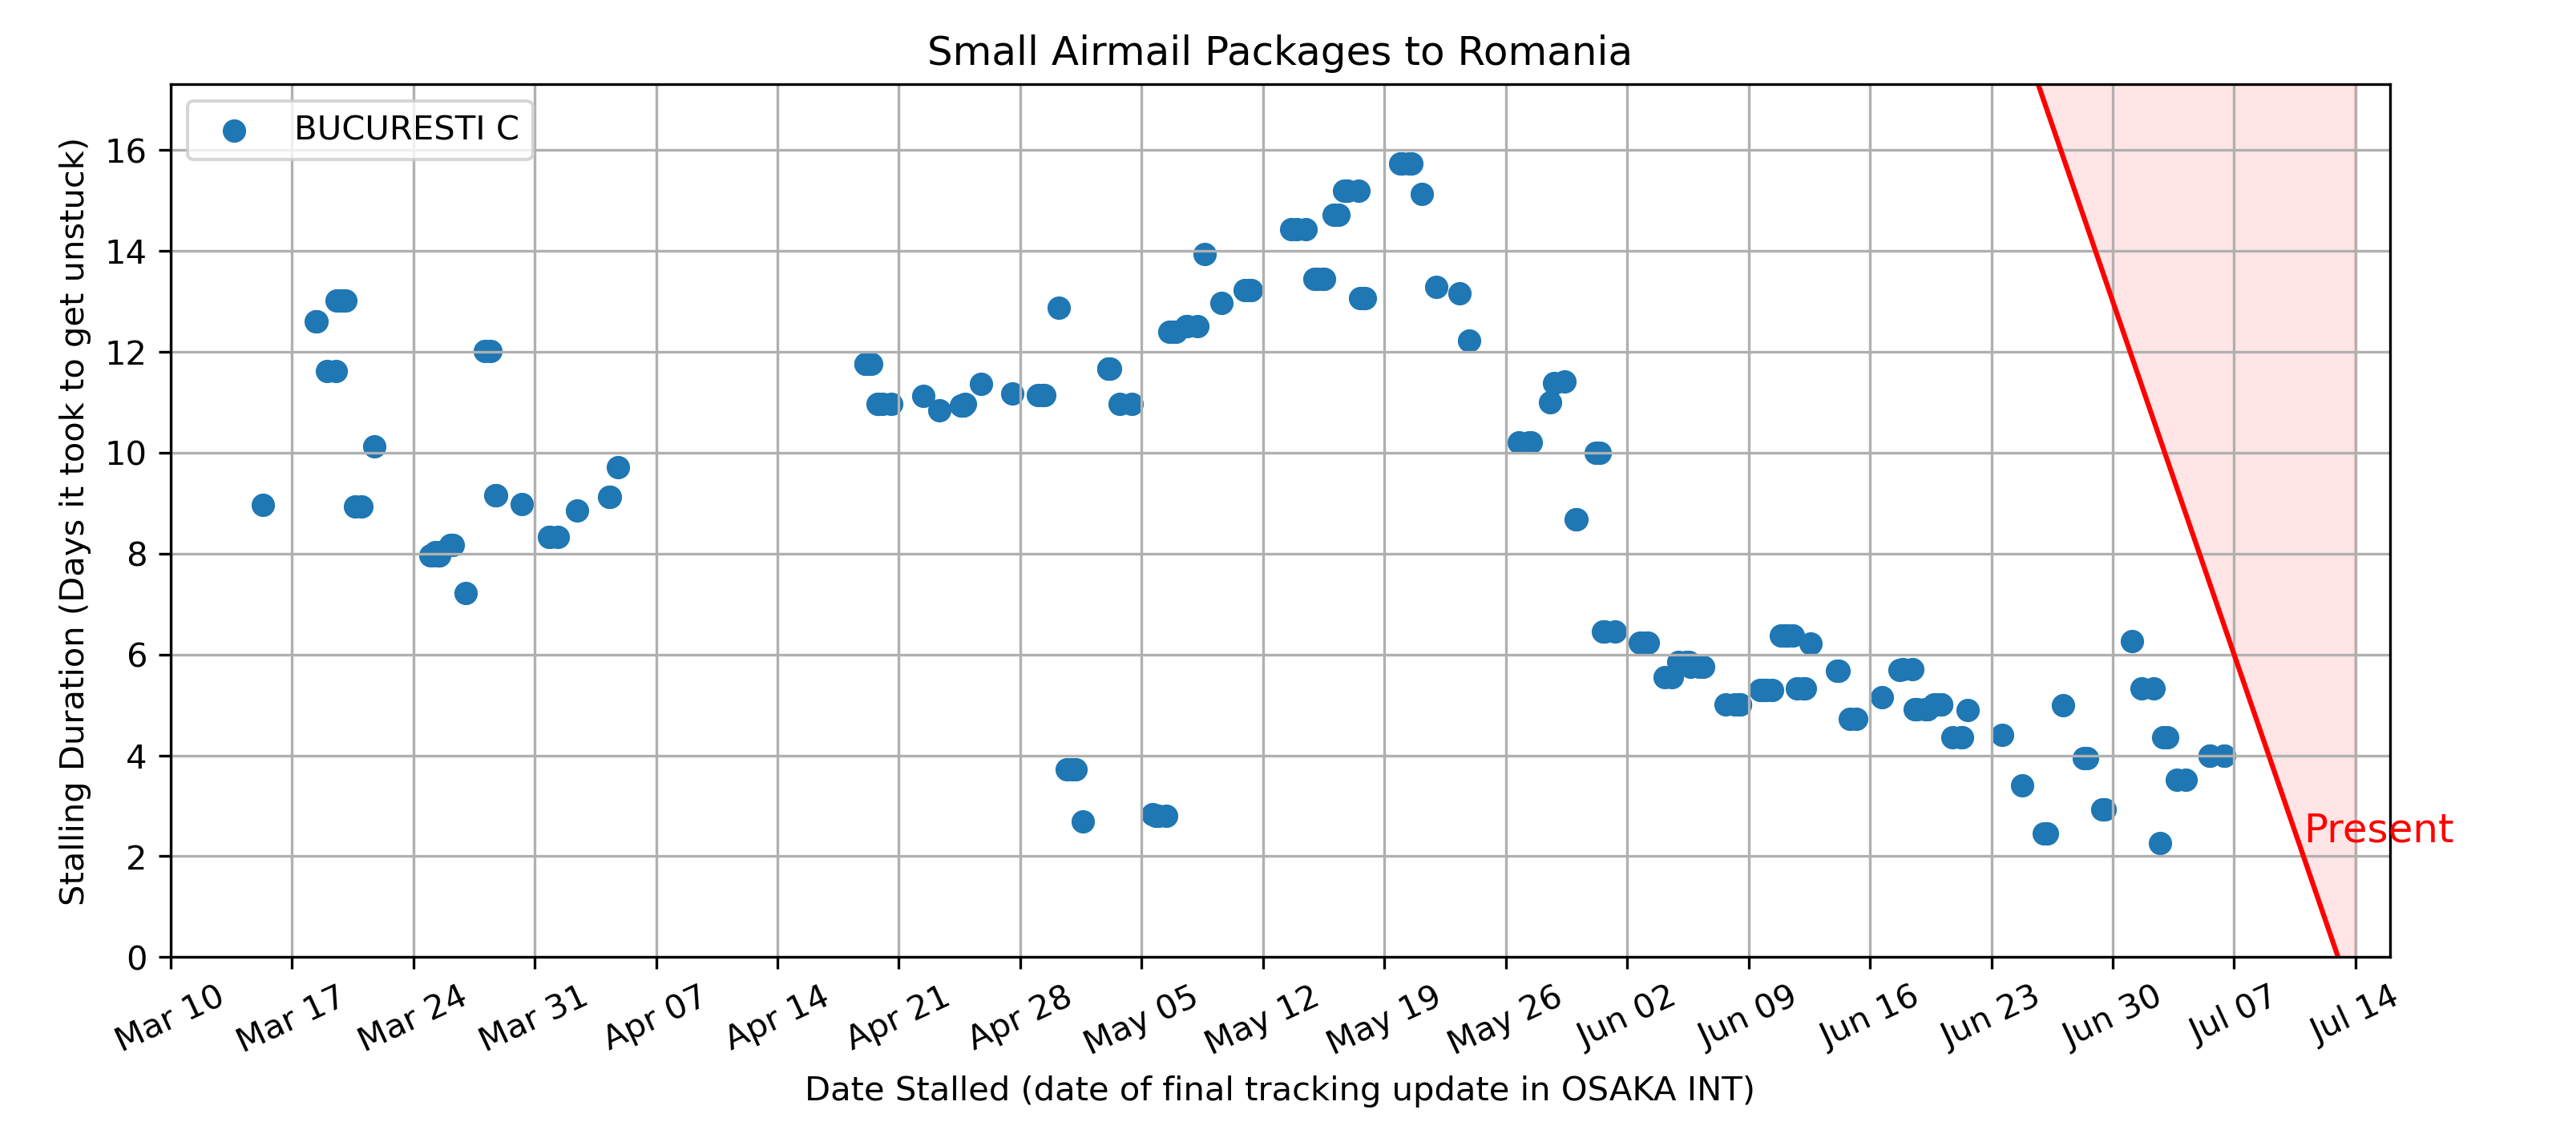 Small Airmail Packages to Romania
BUCURESTI C
Stalling Duration (Days it took to get unstuck)
16
14
12
10
8
6
4
2
0
Present
Mar 10
Mar 17
Mar 24
Mar 31
Apr 07
Apr 14
Apr 21
Apr 28
May 05
May 12
May 19
May 26
Jun 02
Jun 09
Jun 16
Jun 23
Jun 30
Jul 07
Jul 14
Date Stalled (date of final tracking update in OSAKA INT)